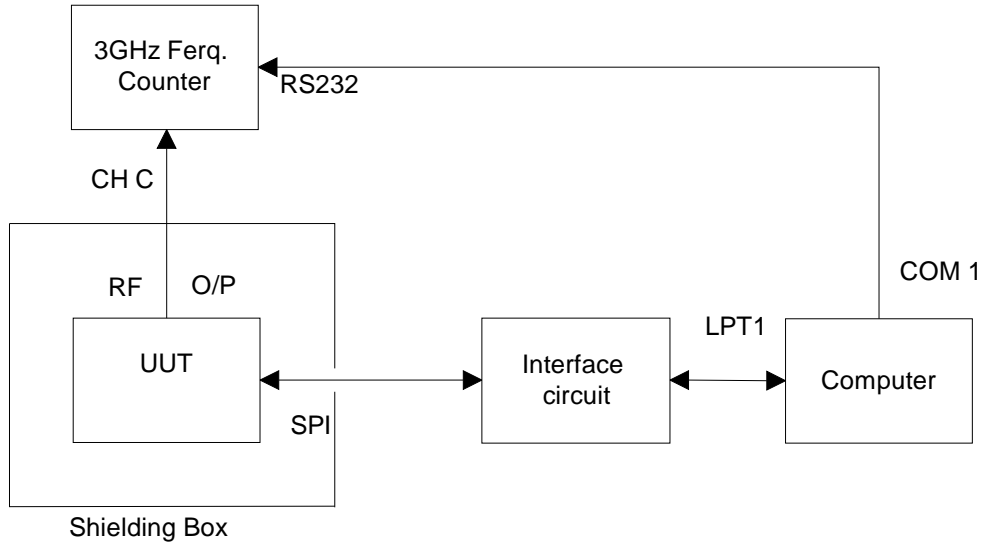 3GHz Ferq.
Counter
RS232
CH C
COM 1
RF O/P
LPT1
UUT
Interface
circuit
Computer
SPI
Shielding Box